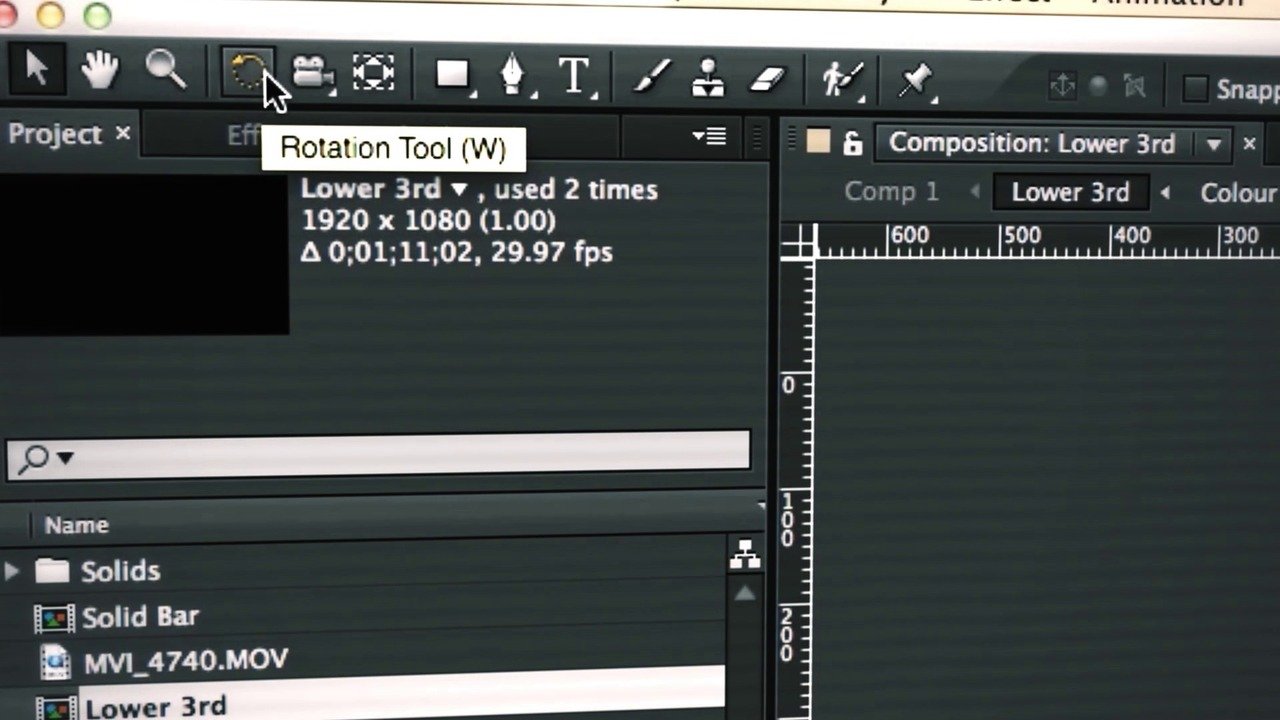 Animation
Project ×
Eff
Rotation Tool (W)
Composition: Lower 3rd
Snapp
Lower 3rd ▼ , used 2 times
1920 x 1080 (1.00)
Δ 0;01;11;02, 29.97 fps
Comp 1
Lower 3rd
Colour
600 500 400 300
0
100
200
Name
Solids
Solid Bar
MVI_4740.MOV
Lower 3rd